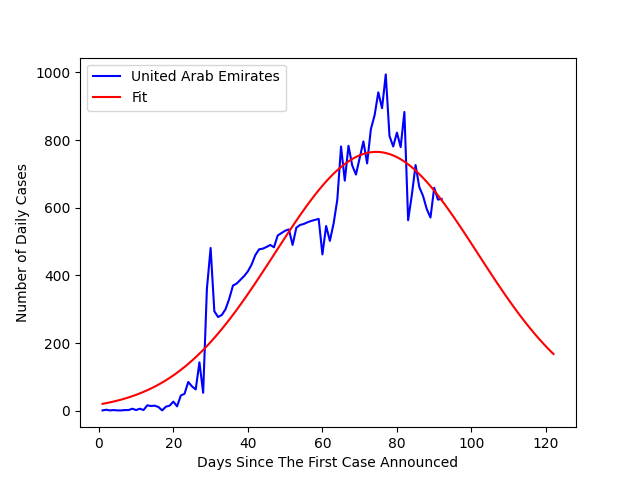 United Arab Emirates
Fit
1000
800
600
400
200
0
Number of Daily Cases
0 20 40 60 80 100 120
Days Since The First Case Announced